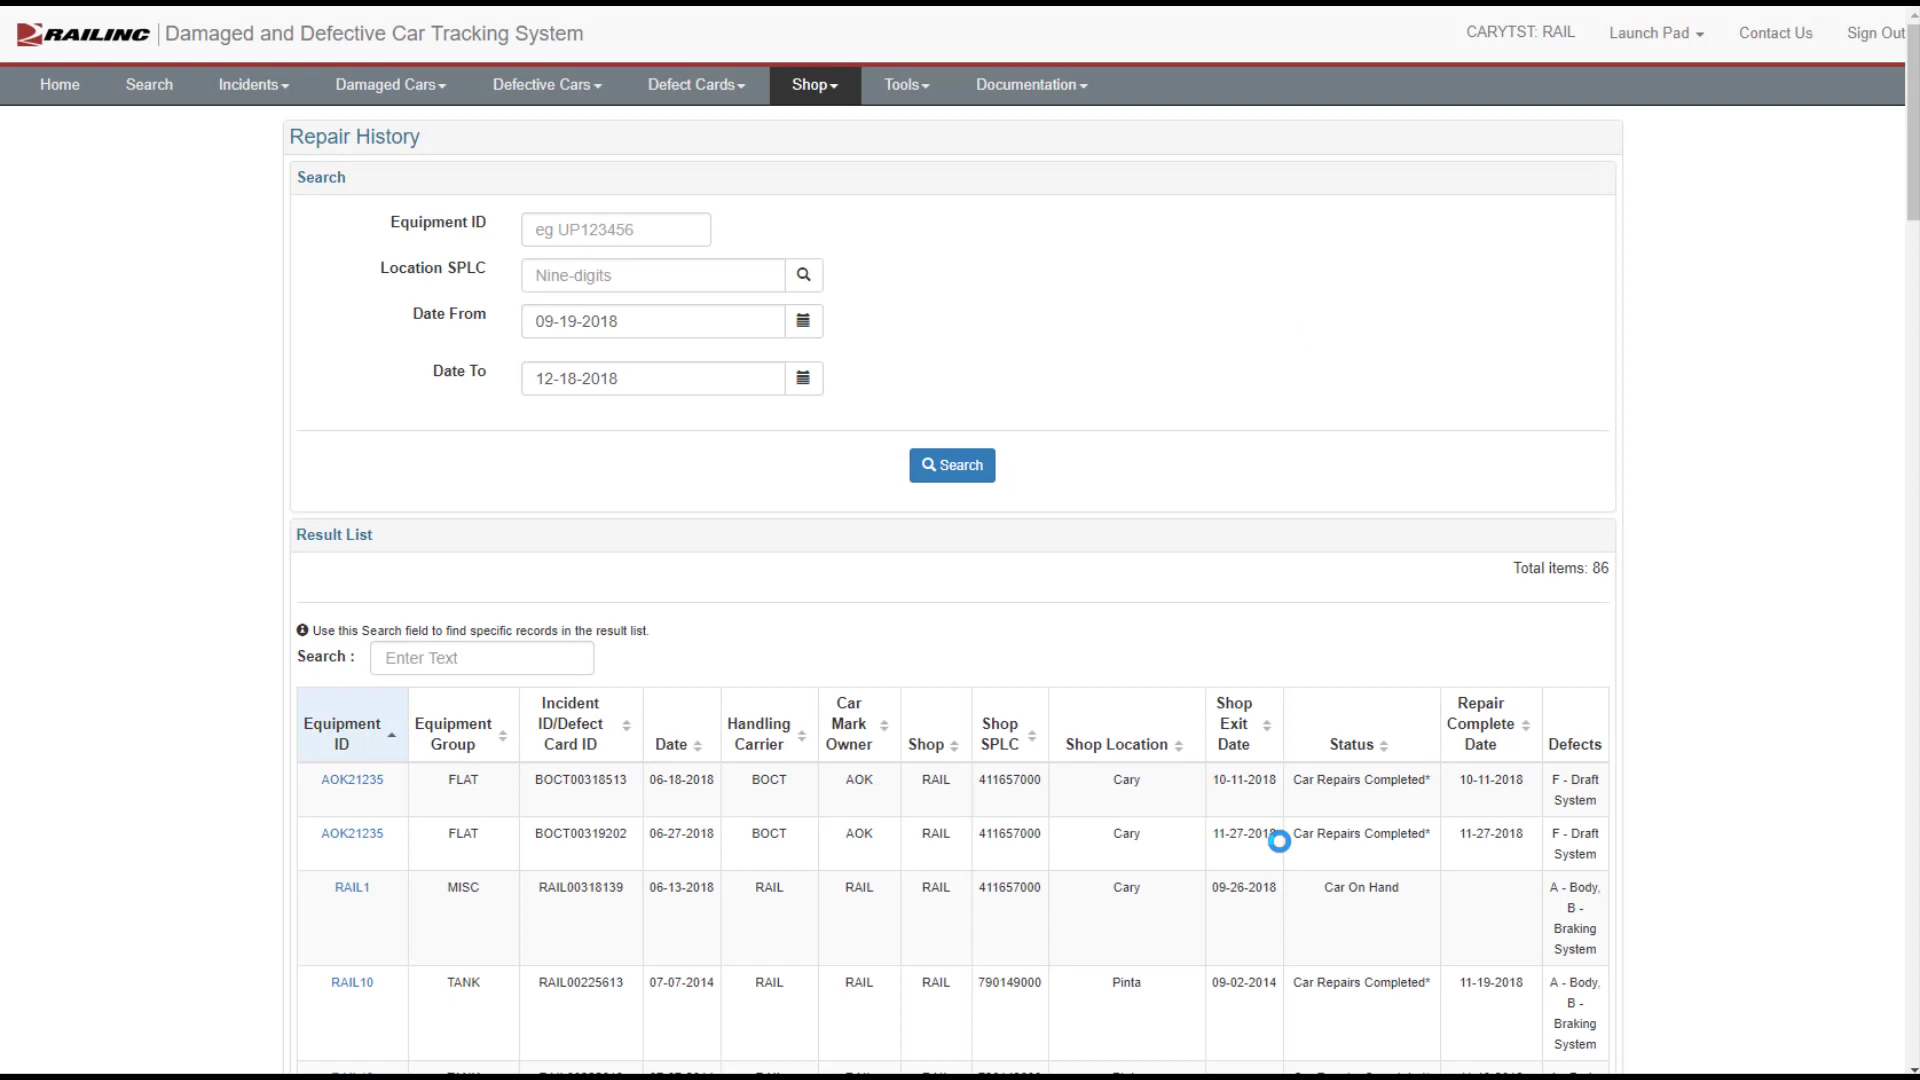 RAILINC Damaged and Defective Car Tracking System
CARYTST: RAIL Launch Pad Contact Us Sign Out
Home Search Incidents Damaged Cars Defective Cars Defect Cards Shop Tools Documentation
Repair History
Search
Equipment ID eg UP123456
Location SPLC Nine-digits
Date From 09-19-2018
Date To 12-18-2018
Search
Result List
Total items: 86
Use this Search field to find specific records in the result list.
Search : Enter Text
Equipment ID Equipment Group Incident ID/Defect Card ID Date Handling Carrier Car Mark Owner Shop Shop SPLC Shop Location Shop Exit Date Status Repair Complete Date Defects
AOK21235 FLAT BOCT00318513 06-18-2018 BOCT AOK RAIL 411657000 Cary 10-11-2018 Car Repairs Completed* 10-11-2018 F - Draft System
AOK21235 FLAT BOCT00319202 06-27-2018 BOCT AOK RAIL 411657000 Cary 11-27-2018 Car Repairs Completed* 11-27-2018 F - Draft System
RAIL1 MISC RAIL00318139 06-13-2018 RAIL RAIL RAIL 411657000 Cary 09-26-2018 Car On Hand A - Body, B - Braking System
RAIL10 TANK RAIL00225613 07-07-2014 RAIL RAIL RAIL 790149000 Pinta 09-02-2014 Car Repairs Completed* 11-19-2018 A - Body, B - Braking System